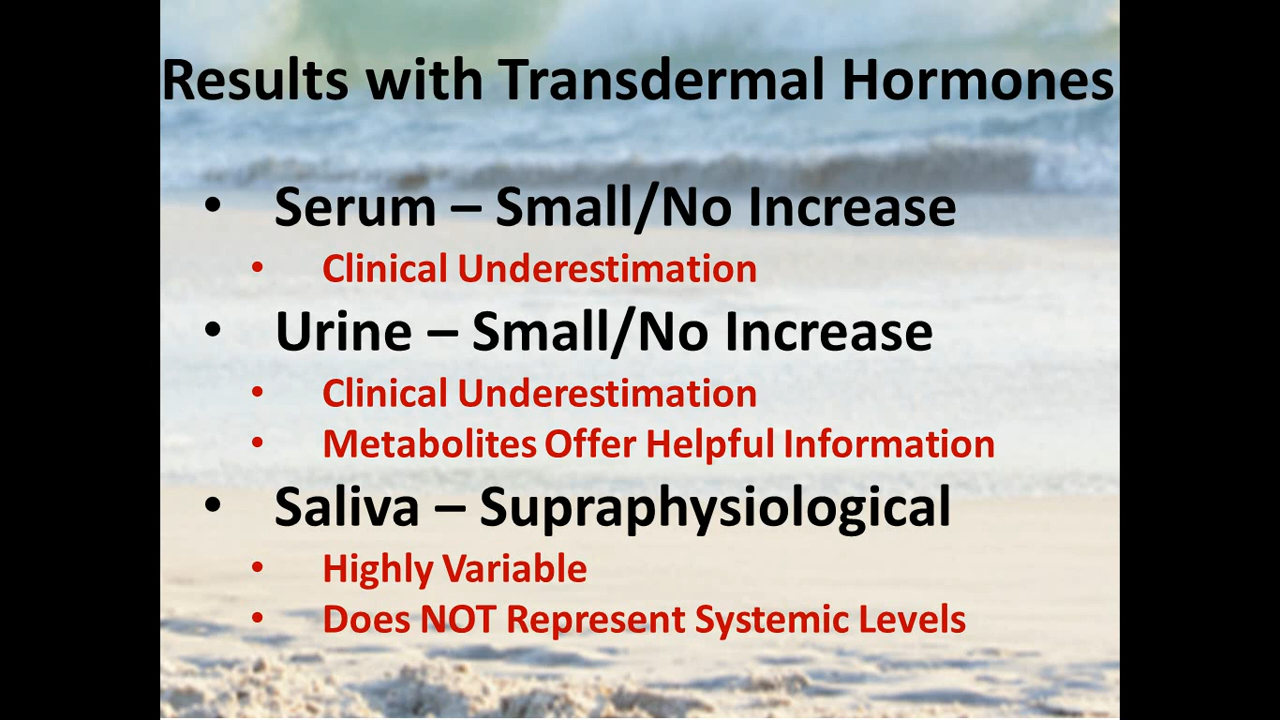 Results with Transdermal Hormones
• Serum – Small/No Increase
• Clinical Underestimation
• Urine – Small/No Increase
• Clinical Underestimation
• Metabolites Offer Helpful Information
• Saliva – Supraphysiological
• Highly Variable
• Does NOT Represent Systemic Levels